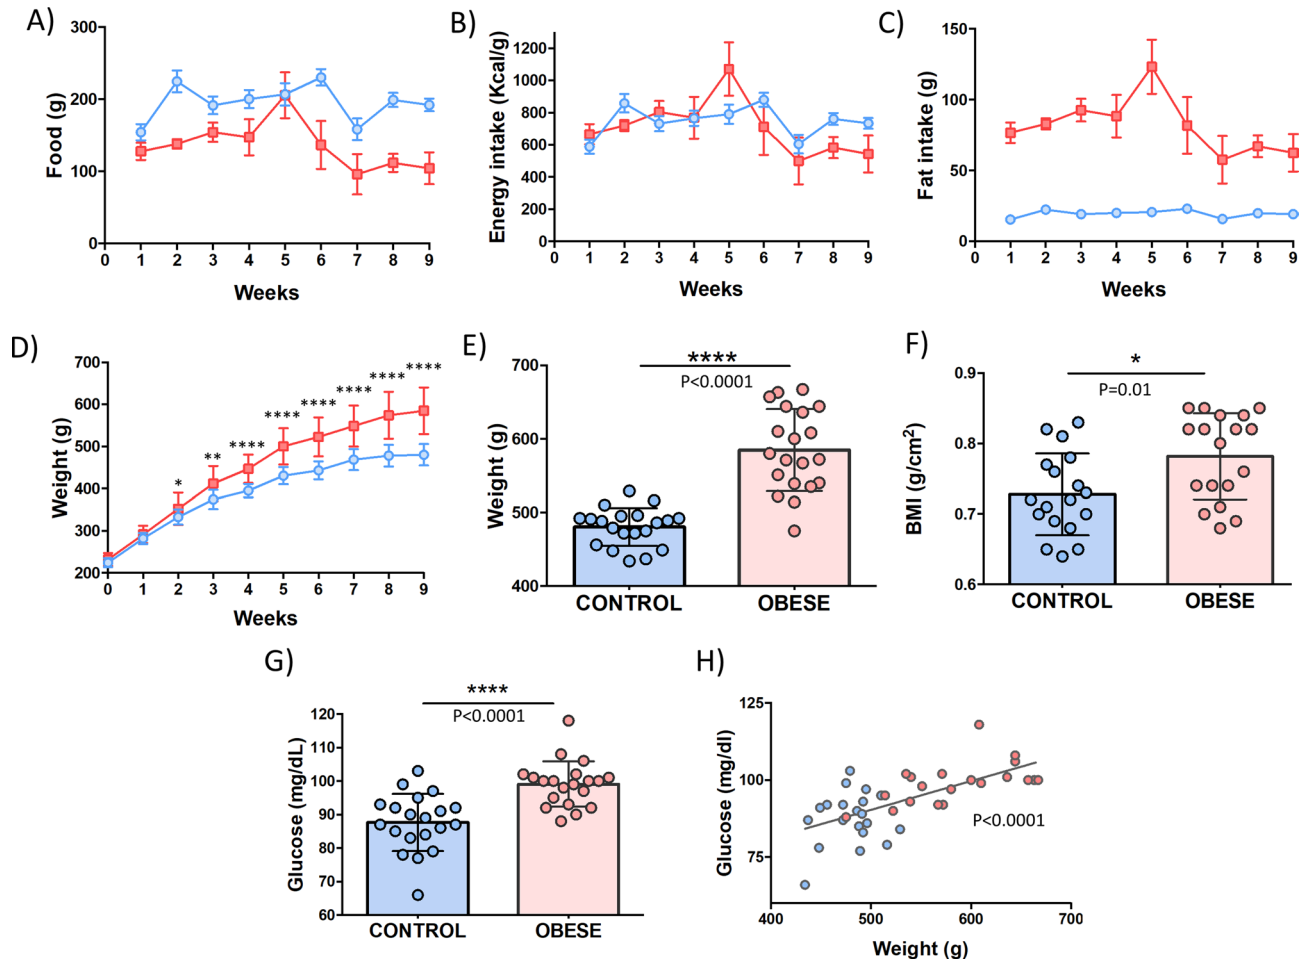 A)
300
200
100
0
Food (g)
0 1 2 3 4 5 6 7 8 9
Weeks
B)
1200
1000
800
600
400
200
0
Energy intake (Kcal/g)
0 1 2 3 4 5 6 7 8 9
Weeks
C)
150
100
50
0
Fat intake (g)
0 1 2 3 4 5 6 7 8 9
Weeks
D)
700
600
500
400
300
200
Weight (g)
* ** **** **** **** **** **** ****
0 1 2 3 4 5 6 7 8 9
Weeks
E)
700
600
500
400
Weight (g)
****
P<0.0001
CONTROL OBESE
F)
0.9
0.8
0.7
0.6
BMI (g/cm²)
*
P=0.01
CONTROL OBESE
G)
120
110
100
90
80
70
60
Glucose (mg/dL)
****
P<0.0001
CONTROL OBESE
H)
125
100
75
Glucose (mg/dl)
P<0.0001
400 500 600 700
Weight (g)